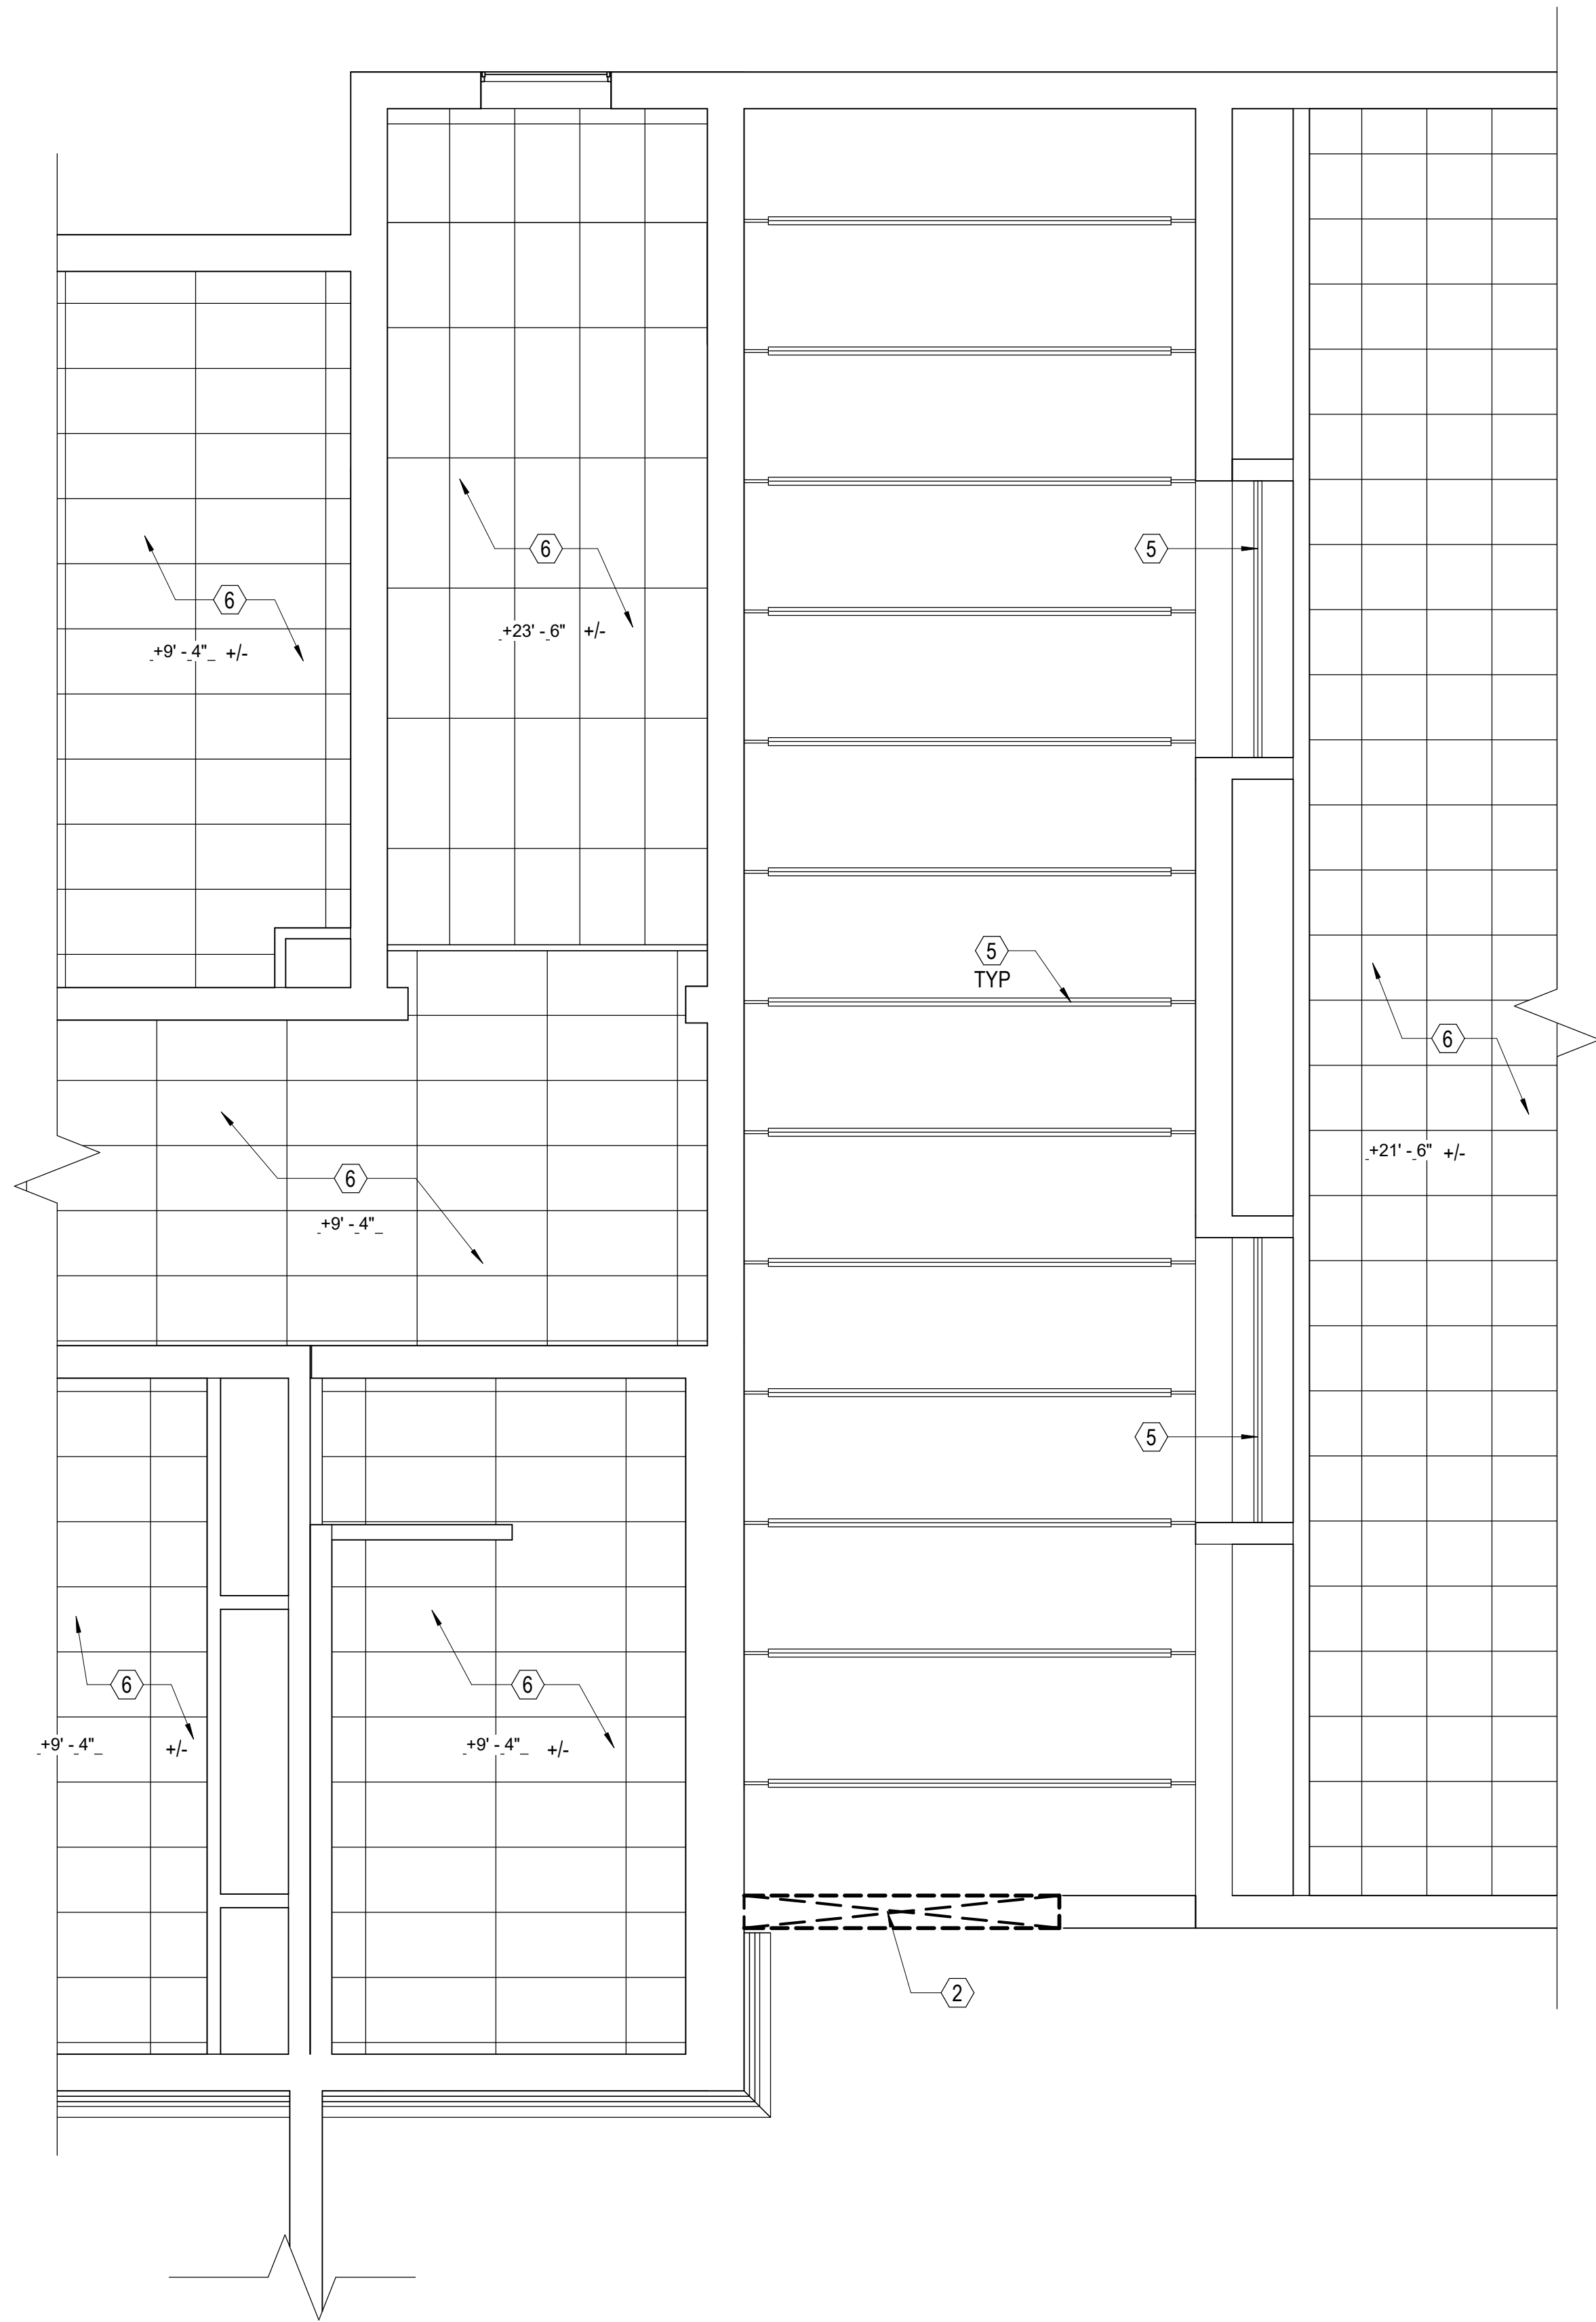 6
+23' - 6" +/-
5
6
+9' - 4" +/-
5
TYP
6
+21' - 6" +/-
6
+9' - 4"
5
6
+9' - 4" +/-
6
+9' - 4" +/-
2